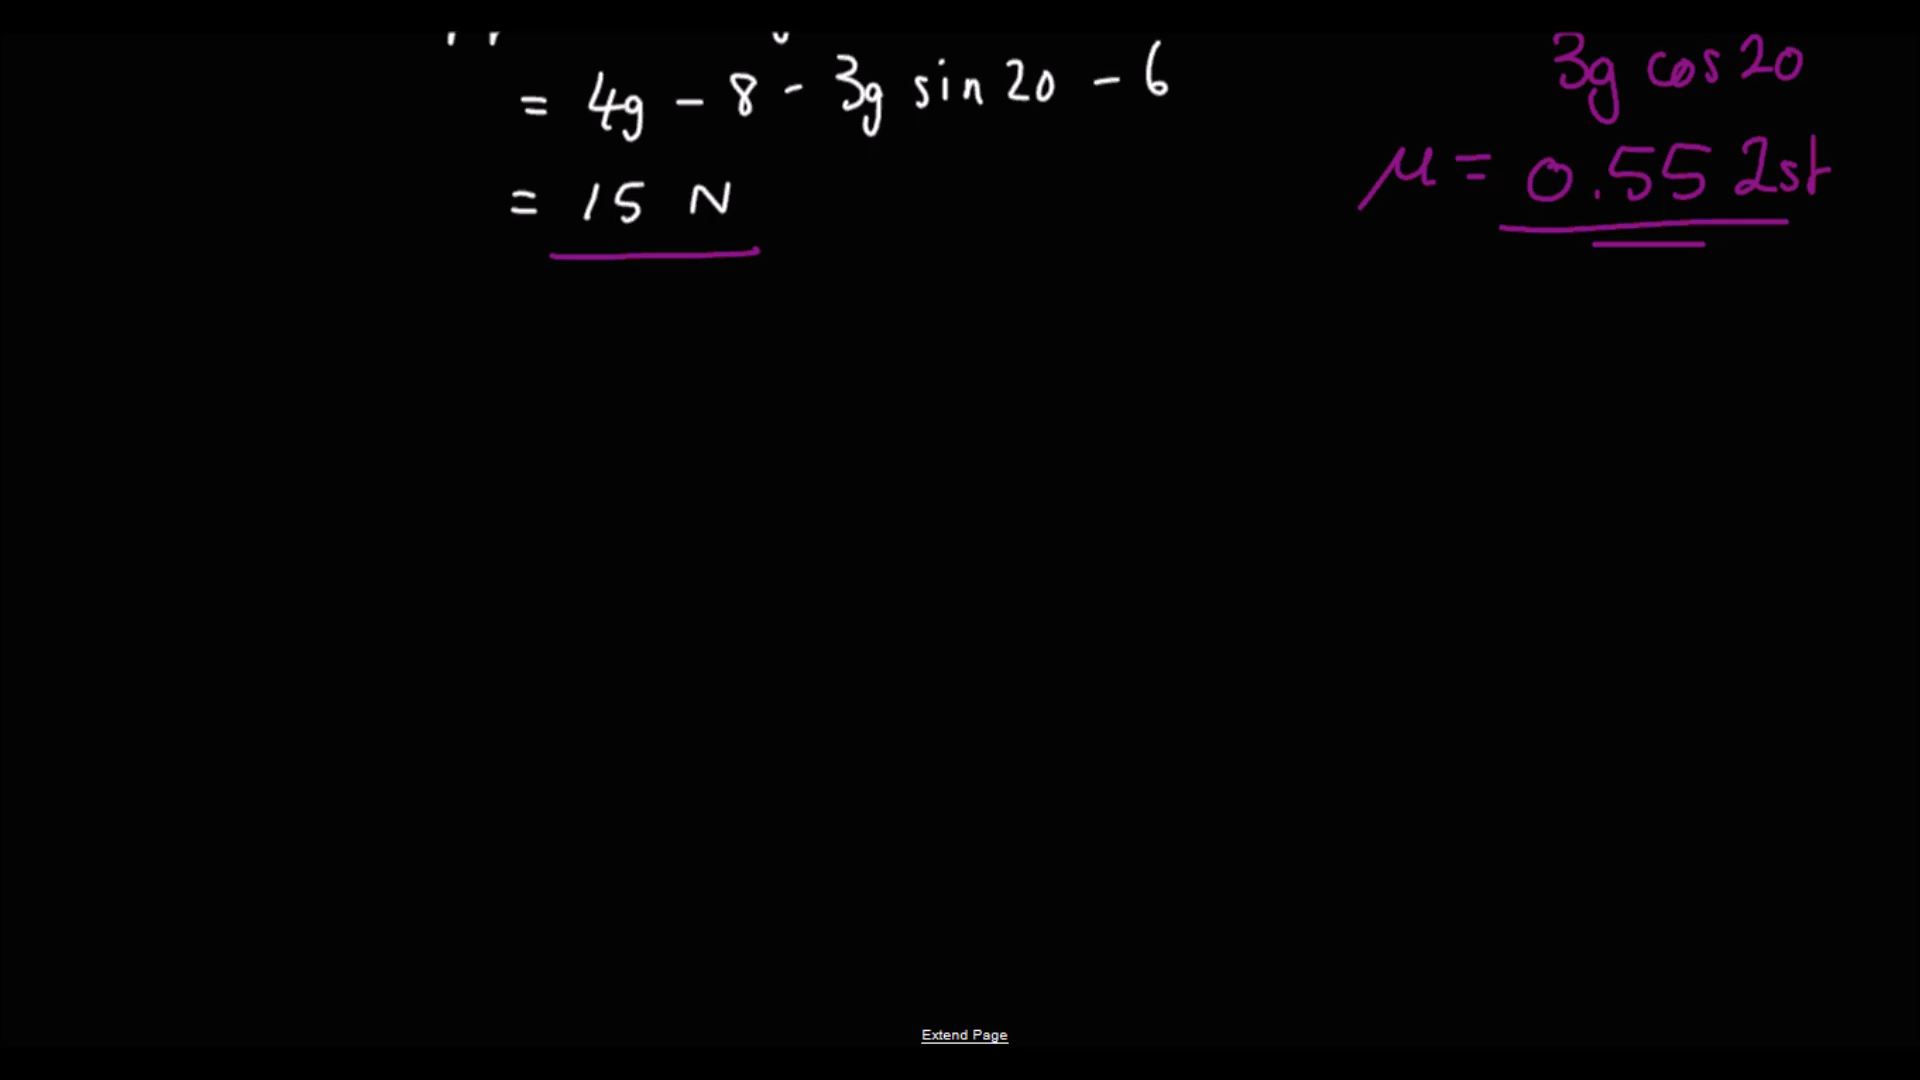 = 4g - 8 - 3g sin 20 - 6
= 15 N
3g cos 20
μ = 0.55 2sf
Extend Page